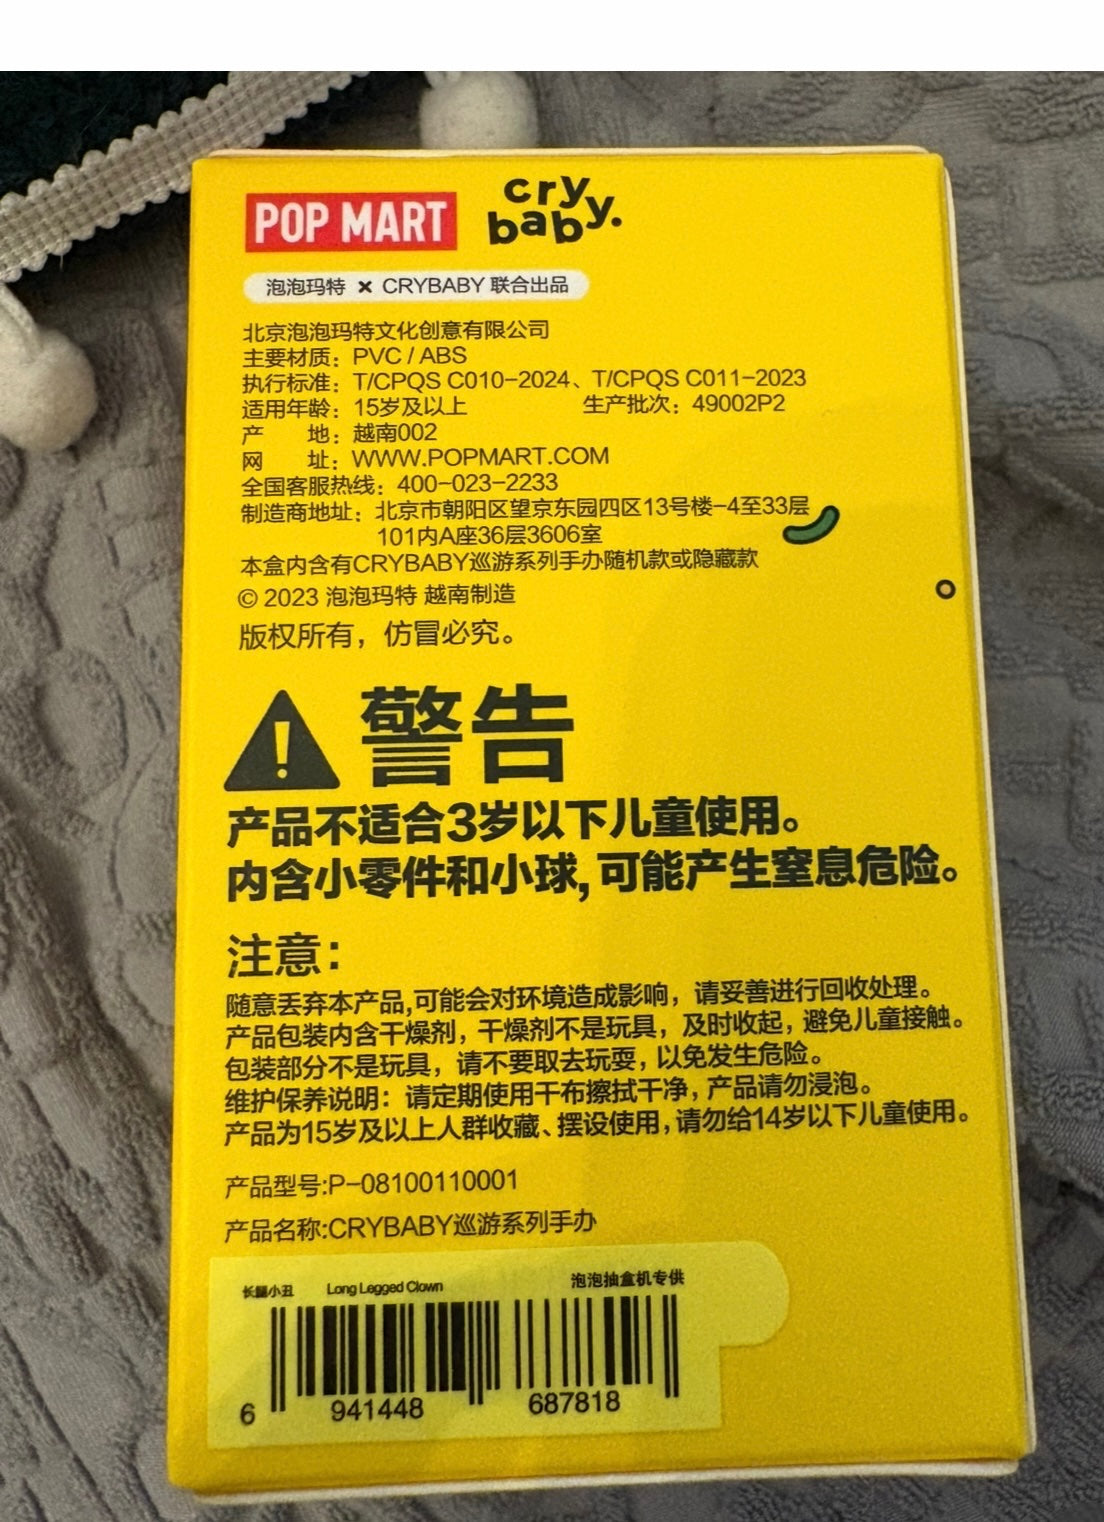 POP MART
cry baby.
泡泡玛特 × CRYBABY 联合出品
北京泡泡玛特文化创意有限公司
主要材质：PVC / ABS
执行标准：T/CPQS C010-2024、T/CPQS C011-2023
适用年龄：15岁及以上 生产批次：49002P2
产 地：越南002
网 址：WWW.POPMART.COM
全国客服热线：400-023-2233
制造商地址：北京市朝阳区望京东园四区13号楼-4至33层
101内A座36层3606室
本盒内含有CRYBABY巡游系列手办随机款或隐藏款
© 2023 泡泡玛特 越南制造
版权所有，仿冒必究。
警告
产品不适合3岁以下儿童使用。
内含小零件和小球，可能产生窒息危险。
注意：
随意丢弃本产品，可能会对环境造成影响，请妥善进行回收处理。
产品包装内含干燥剂，干燥剂不是玩具，及时收起，避免儿童接触。
包装部分不是玩具，请不要取去玩耍，以免发生危险。
维护保养说明：请定期使用干布擦拭干净，产品请勿浸泡。
产品为15岁及以上人群收藏、摆设使用，请勿给14岁以下儿童使用。
产品型号:P-08100110001
产品名称:CRYBABY巡游系列手办
长腿小丑 Long Legged Clown 泡泡抽盒机专供
6 941448 687818